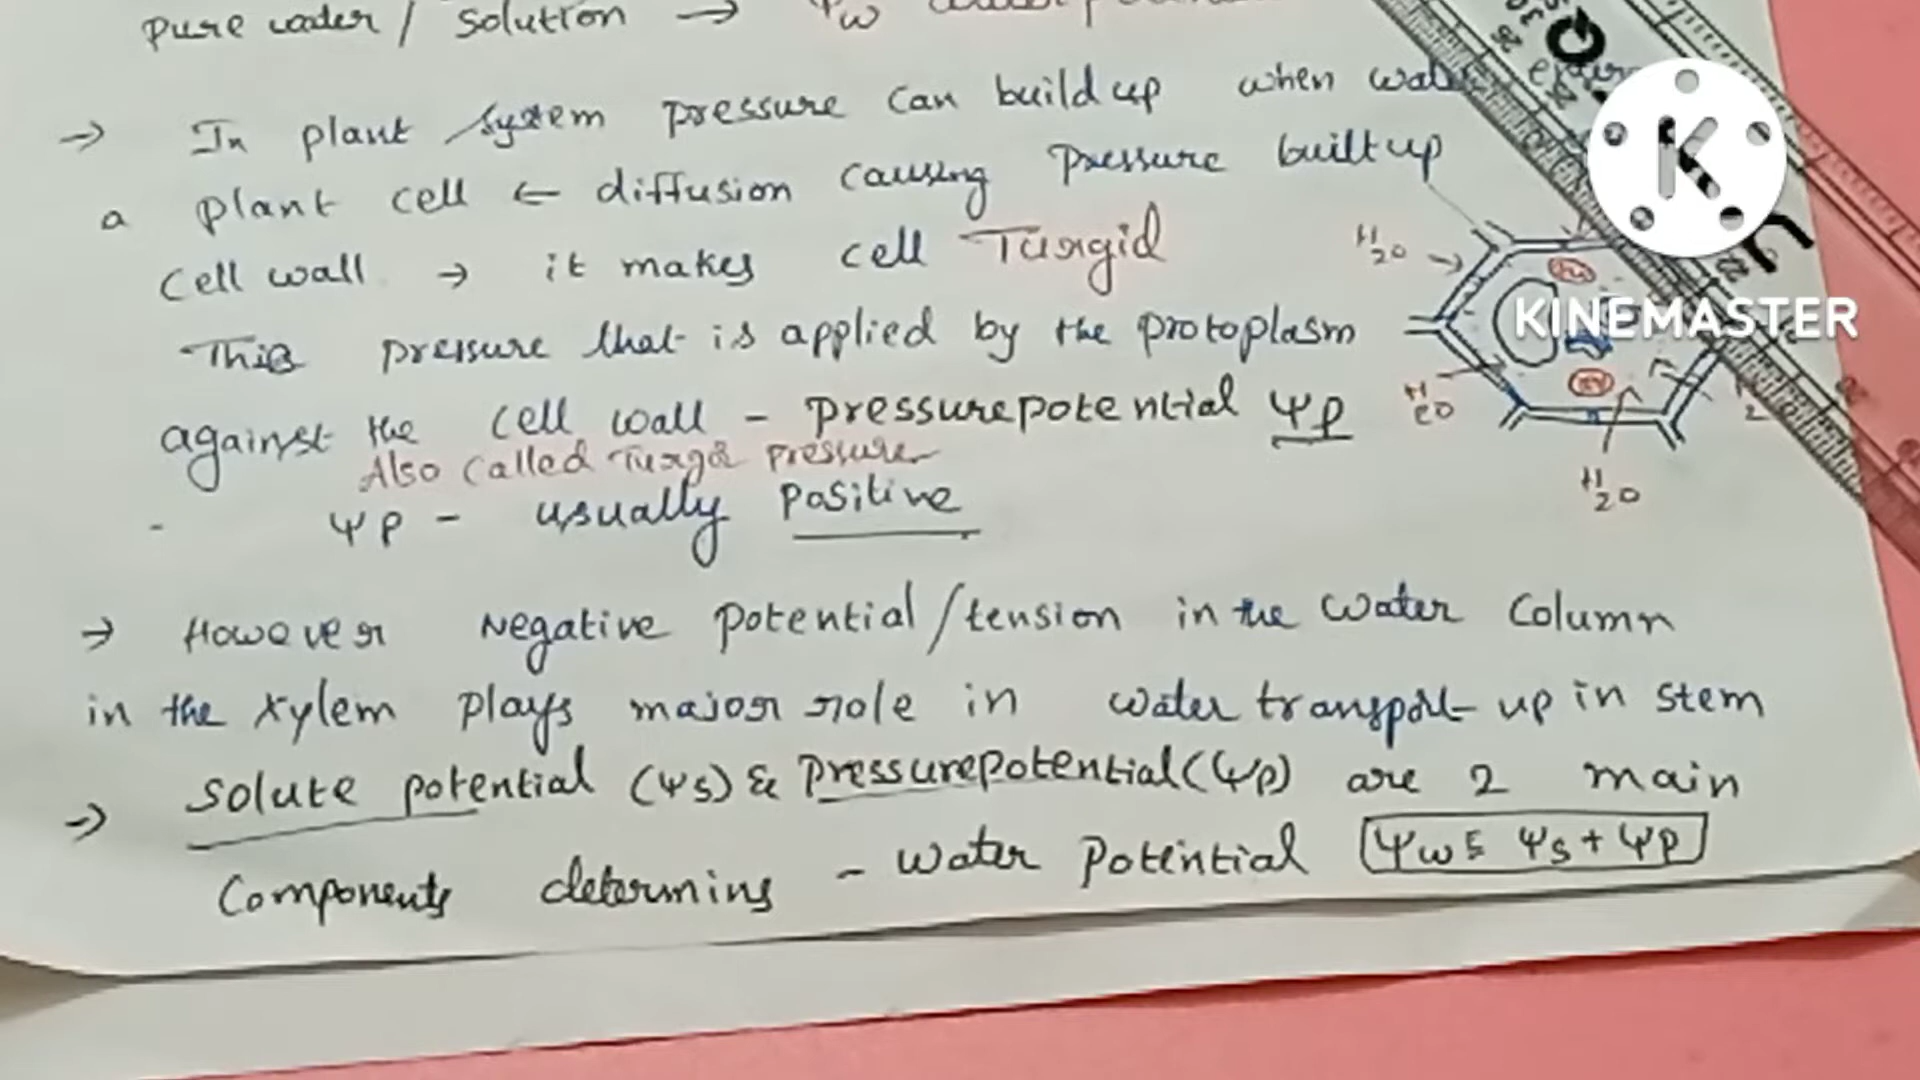 Pure water / solution → Ψw
→ In plant system pressure can build up when water
a plant cell ← diffusion causing pressure built up
cell wall → it makes cell Turgid
This pressure that is applied by the protoplasm
against the cell wall - pressure potential Ψp
Also called Turgor pressure
- Ψp - usually positive
→ However Negative potential / tension in the water column
in the xylem plays major role in water transport up in stem
→ solute potential (Ψs) & pressure potential (Ψp) are 2 main
components determins - water potential Ψw = Ψs + Ψp
H2O
H2O
H2O
KINEMASTER